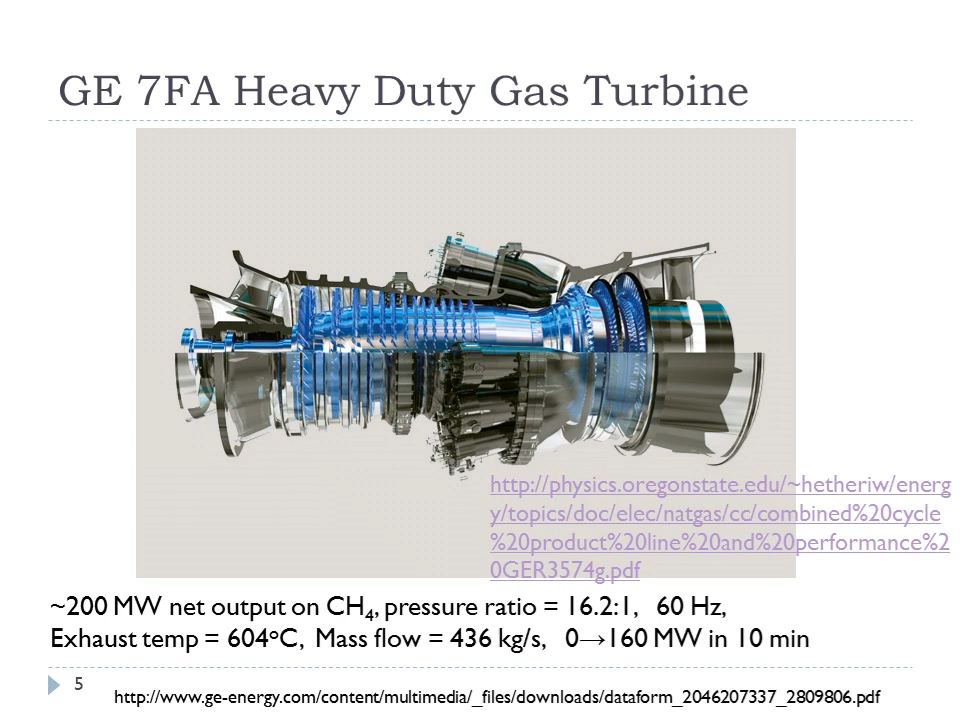 GE 7FA Heavy Duty Gas Turbine
http://physics.oregonstate.edu/~hetheriw/energ
y/topics/doc/elec/natgas/cc/combined%20cycle
%20product%20line%20and%20performance%2
0GER3574g.pdf
~200 MW net output on CH₄, pressure ratio = 16.2:1, 60 Hz,
Exhaust temp = 604°C, Mass flow = 436 kg/s, 0→160 MW in 10 min
5
http://www.ge-energy.com/content/multimedia/_files/downloads/dataform_2046207337_2809806.pdf